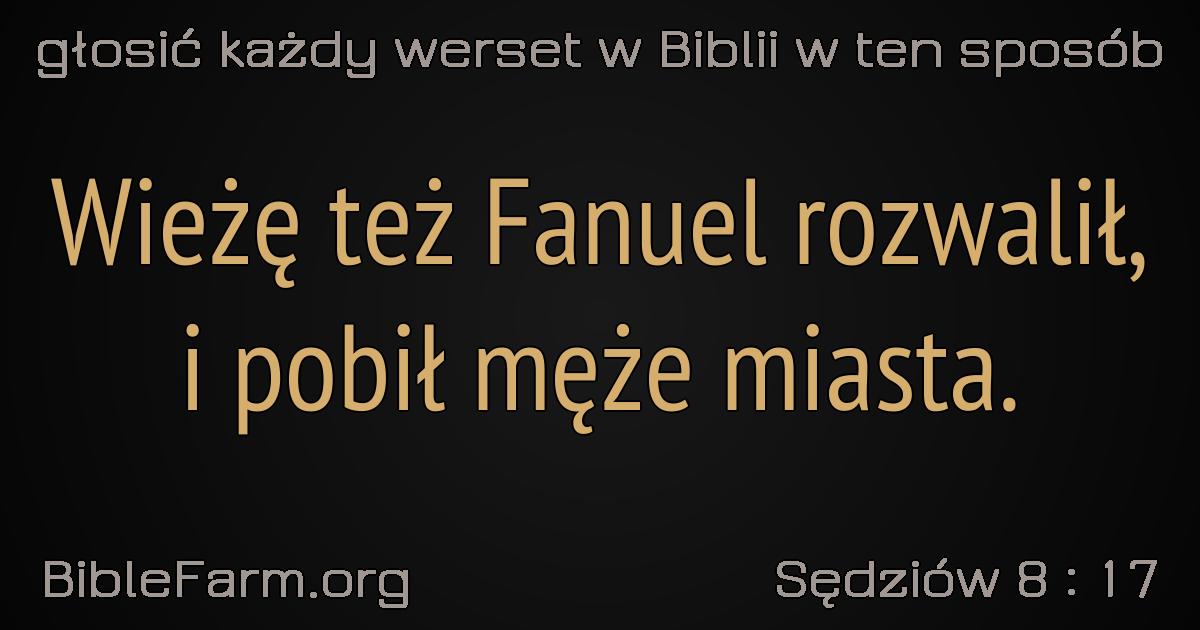 głosić każdy werset w Biblii w ten sposób
Wieżę też Fanuel rozwalił,
i pobił męże miasta.
BibleFarm.org
Sędziów 8 : 17